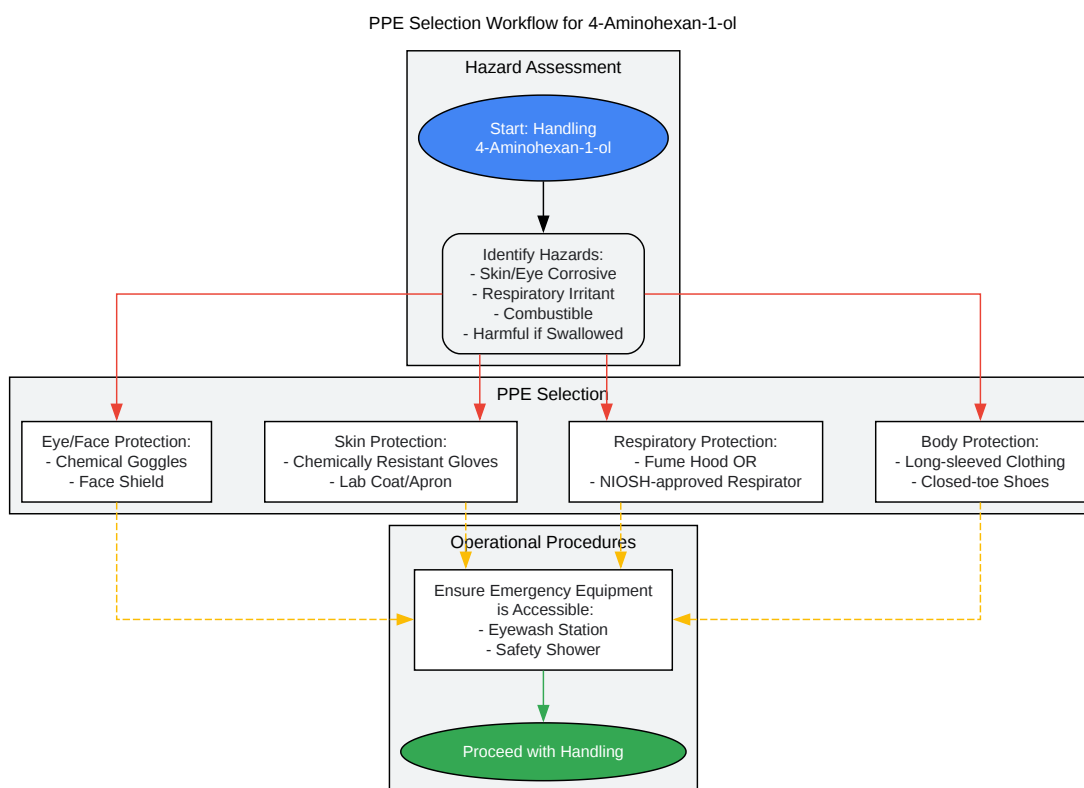 PPE Selection Workflow for 4-Aminohexan-1-ol
Hazard Assessment
Start: Handling
4-Aminohexan-1-ol
Identify Hazards:
- Skin/Eye Corrosive
- Respiratory Irritant
- Combustible
- Harmful if Swallowed
PPE Selection
Eye/Face Protection:
- Chemical Goggles
- Face Shield
Skin Protection:
- Chemically Resistant Gloves
- Lab Coat/Apron
Respiratory Protection:
- Fume Hood OR
- NIOSH-approved Respirator
Body Protection:
- Long-sleeved Clothing
- Closed-toe Shoes
Operational Procedures
Ensure Emergency Equipment
is Accessible:
- Eyewash Station
- Safety Shower
Proceed with Handling